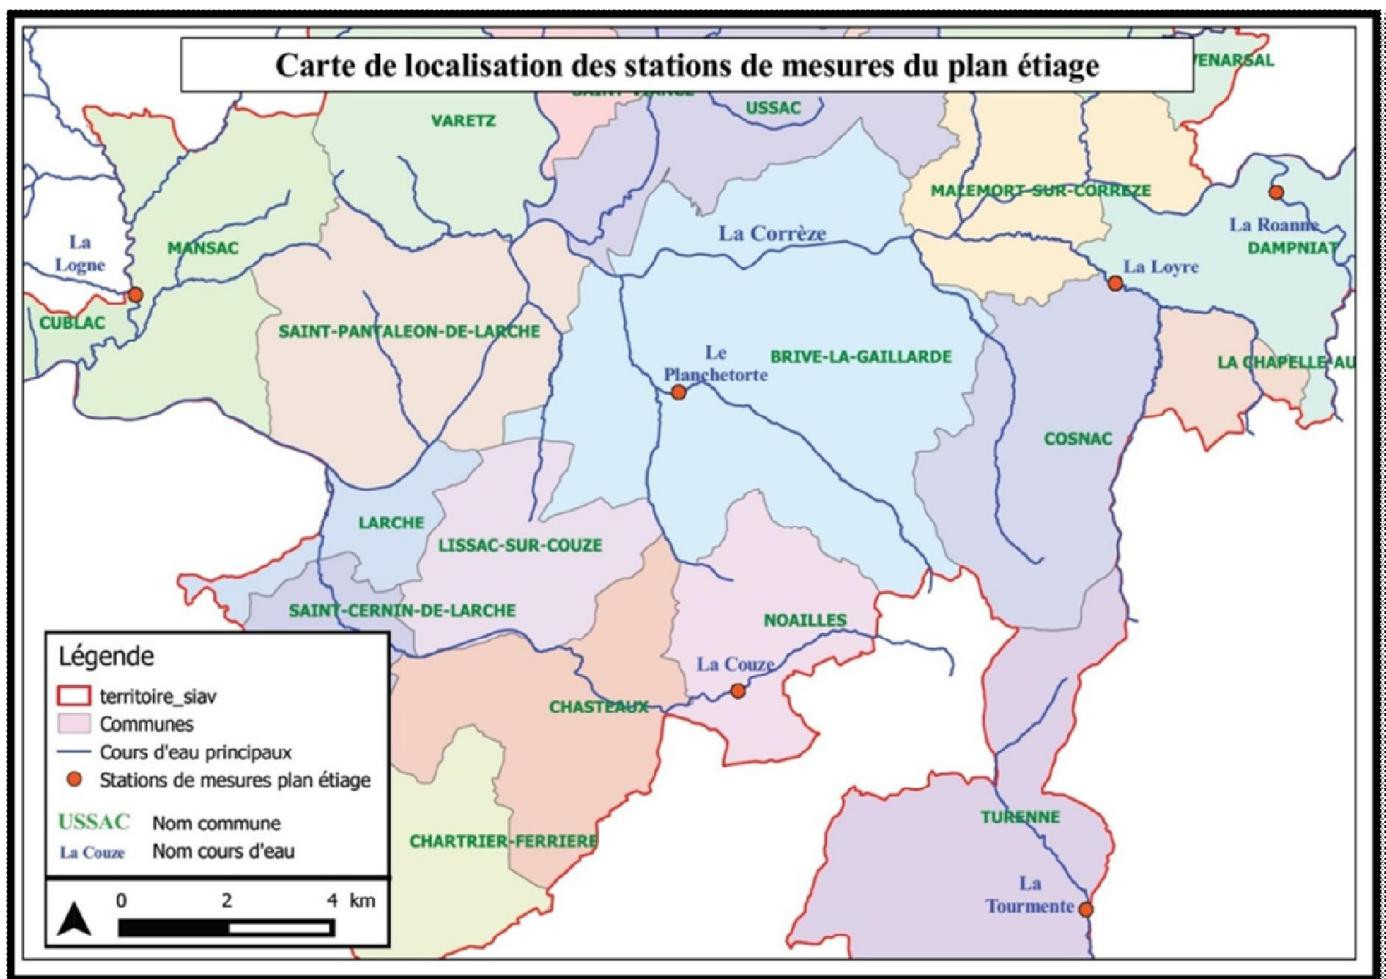 Carte de localisation des stations de mesures du plan étiage
VENARSAL
USSAC
VARETZ
MALEMORT-SUR-CORREZE
La Roanne
DAMPNIAT
La Corrèze
La
Logne
MANSAC
La Loyre
CUBLAC
SAINT-PANTALEON-DE-LARCHE
Le
Planchetorte
BRIVE-LA-GAILLARDE
LA CHAPELLE-AU
COSNAC
LARCHE
LISSAC-SUR-COUZE
SAINT-CERNIN-DE-LARCHE
NOAILLES
La Couze
CHASTEAUX
TURENNE
CHARTRIER-FERRIERE
La
Tourmente
Légende
territoire_siav
Communes
Cours d'eau principaux
Stations de mesures plan étiage
USSAC Nom commune
La Couze Nom cours d'eau
0 2 4 km